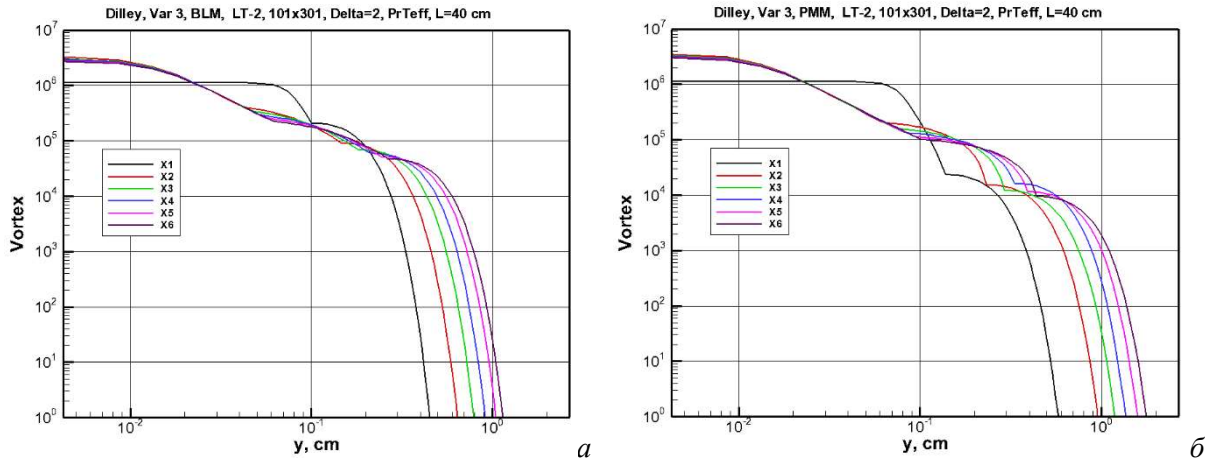 Dilley, Var 3, BLM, LT-2, 101x301, Delta=2, PrTeff, L=40 cm
10^7
10^6
10^5
10^4
10^3
10^2
10^1
10^0
Vortex
X1
X2
X3
X4
X5
X6
10^-2
10^-1
10^0
y, cm
а
Dilley, Var 3, PMM, LT-2, 101x301, Delta=2, PrTeff, L=40 cm
10^7
10^6
10^5
10^4
10^3
10^2
10^1
10^0
Vortex
X1
X2
X3
X4
X5
X6
10^-2
10^-1
10^0
y, cm
б